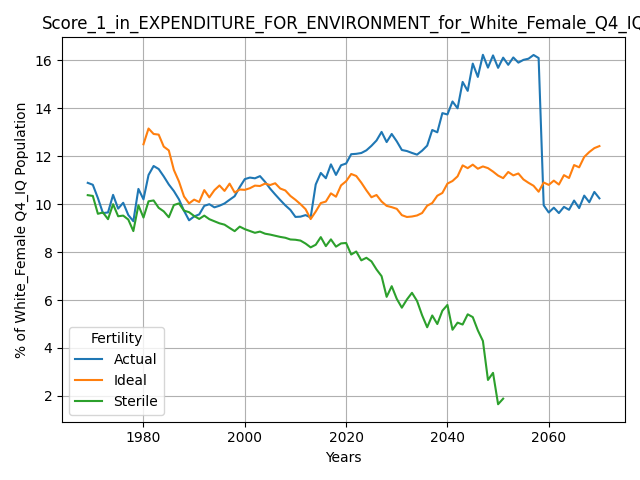 Score_1_in_EXPENDITURE_FOR_ENVIRONMENT_for_White_Female_Q4_IQ
% of White_Female Q4_IQ Population
16
14
12
10
8
6
4
2
Fertility
Actual
Ideal
Sterile
1980 2000 2020 2040 2060
Years